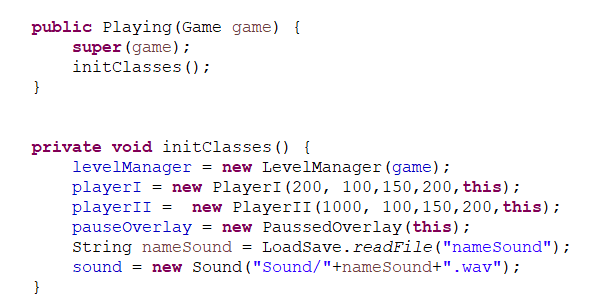 public Playing(Game game) {
    super(game);
    initClasses();
}
private void initClasses() {
    levelManager = new LevelManager(game);
    playerI = new PlayerI(200, 100,150,200,this);
    playerII =  new PlayerII(1000, 100,150,200,this);
    pauseOverlay = new PaussedOverlay(this);
    String nameSound = LoadSave.readFile("nameSound");
    sound = new Sound("Sound/"+nameSound+".wav");
}